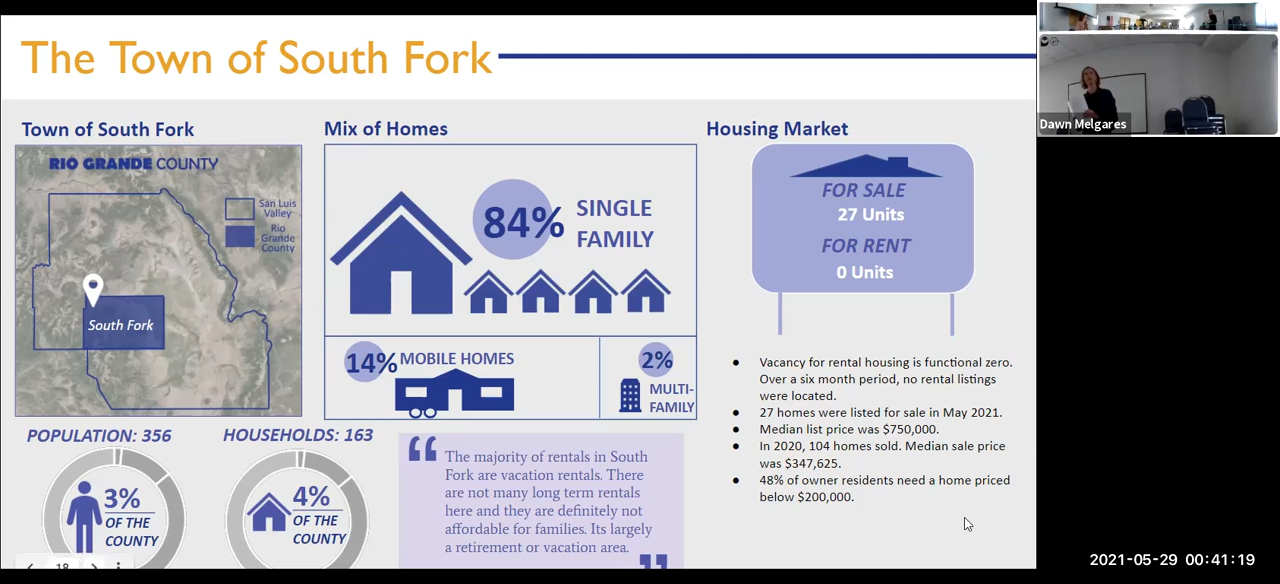 The Town of South Fork
Town of South Fork
RIO GRANDE COUNTY
San Luis
Valley
Rio
Grande
County
South Fork
POPULATION: 356
HOUSEHOLDS: 163
3%
OF THE
COUNTY
4%
OF THE
COUNTY
Mix of Homes
84%
SINGLE
FAMILY
14% MOBILE HOMES
2%
MULTI-
FAMILY
“
The majority of rentals in South
Fork are vacation rentals. There
are not many long term rentals
here and they are definitely not
affordable for families. Its largely
a retirement or vacation area.
”
Housing Market
FOR SALE
27 Units
FOR RENT
0 Units
● Vacancy for rental housing is functional zero.
Over a six month period, no rental listings
were located.
● 27 homes were listed for sale in May 2021.
● Median list price was $750,000.
● In 2020, 104 homes sold. Median sale price
was $347,625.
● 48% of owner residents need a home priced
below $200,000.
18
Dawn Melgares
2021-05-29 00:41:19